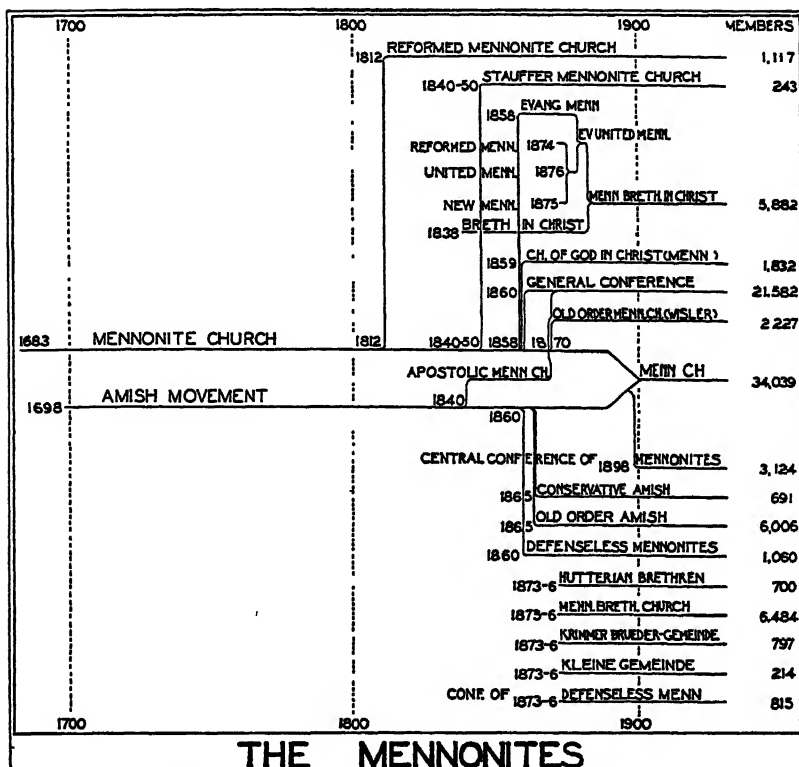 1700 1800 1900 MEMBERS
1812 REFORMED MENNONITE CHURCH 1,117
1840-50 STAUFFER MENNONITE CHURCH 243
1858 EVANG MENN
EV UNITED MENN.
REFORMED MENN. 1874
UNITED MENN. 1876
NEW MENN. 1875
MENN BRETH. IN CHRIST 5,882
1838 BRETH IN CHRIST
1859 CH. OF GOD IN CHRIST (MENN) 1,832
1860 GENERAL CONFERENCE 21,582
OLD ORDER MENN. CH. (WISLER) 2 227
1683 MENNONITE CHURCH 1812 1840-50 1858 18 70
APOSTOLIC MENN CH. MENN CH 34,039
1698 AMISH MOVEMENT 1840 1860
CENTRAL CONFERENCE OF 1898 MENNONITES 3,124
1865 CONSERVATIVE AMISH 691
1865 OLD ORDER AMISH 6,006
1860 DEFENSELESS MENNONITES 1,060
1873-6 HUTTERIAN BRETHREN 700
1873-6 MENN. BRETH. CHURCH 6,484
1873-6 KRIMMER BRUEDER-GEMEINDE. 797
1873-6 KLEINE GEMEINDE 214
CONF. OF 1873-6 DEFENSELESS MENN 815
1700 1800 1900
THE MENNONITES